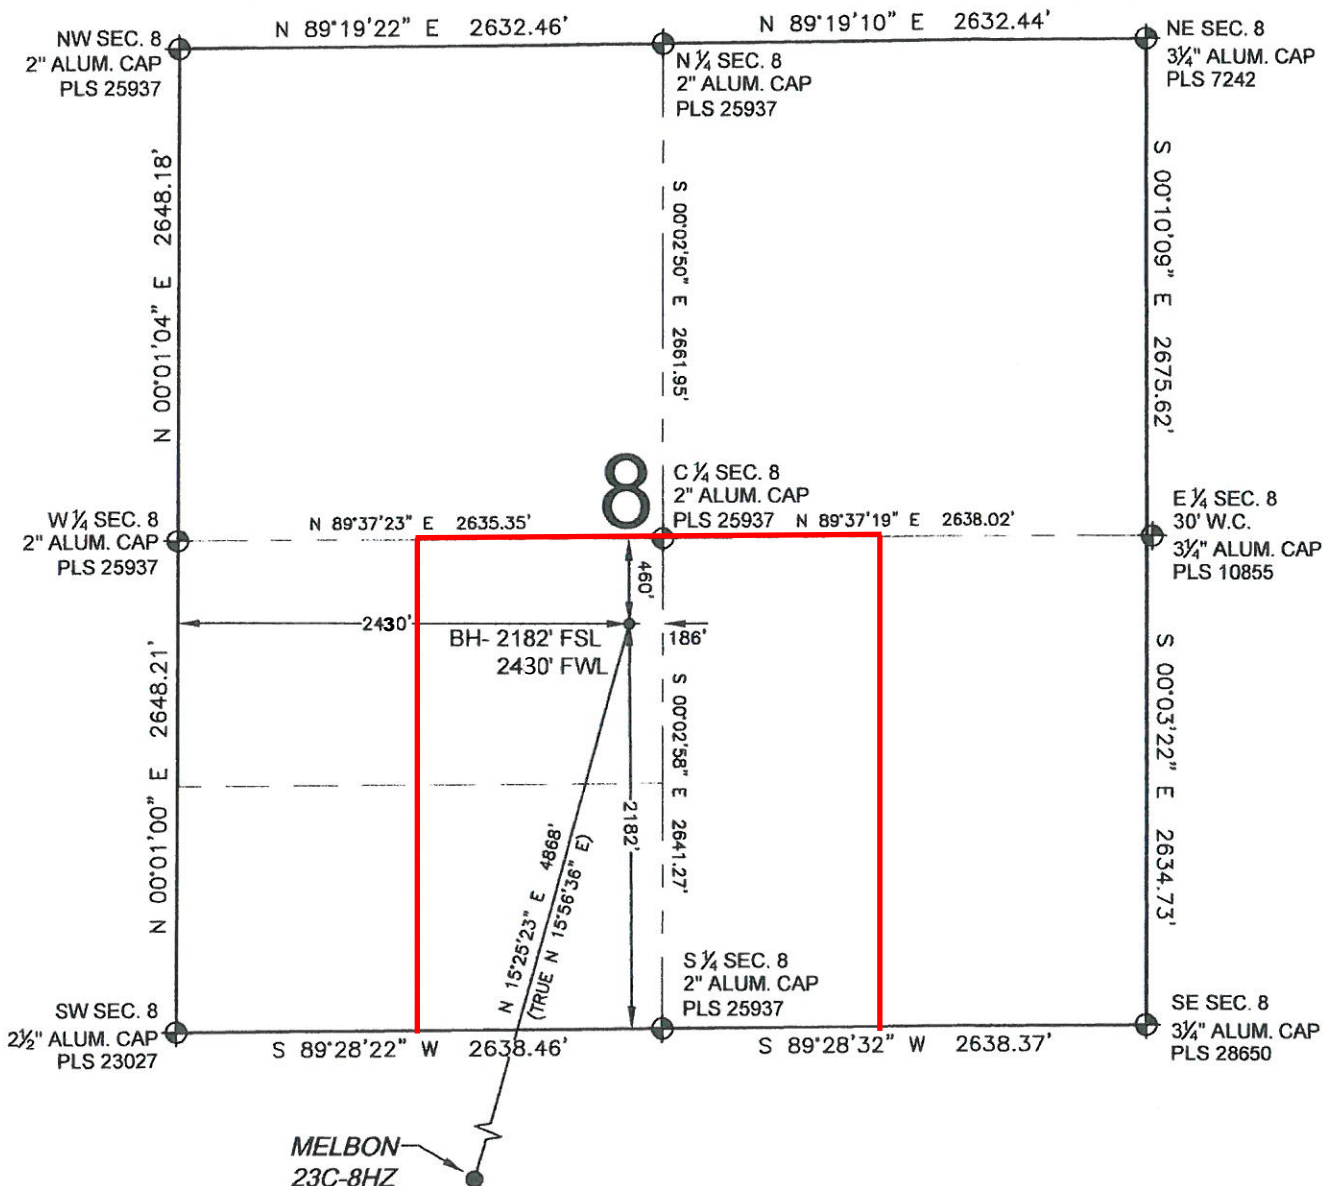 N 89°19'22" E 2632.46'
N 89°19'10" E 2632.44'
NW SEC. 8
2" ALUM. CAP
PLS 25937
N ¼ SEC. 8
2" ALUM. CAP
PLS 25937
NE SEC. 8
3¼" ALUM. CAP
PLS 7242
N 00°01'04" E 2648.18'
S 00°02'50" E 2661.95'
S 00°10'09" E 2675.62'
8
C ¼ SEC. 8
2" ALUM. CAP
PLS 25937
W ¼ SEC. 8
2" ALUM. CAP
PLS 25937
N 89°37'23" E 2635.35'
N 89°37'19" E 2638.02'
E ¼ SEC. 8
30' W.C.
3¼" ALUM. CAP
PLS 10855
460'
2430'
186'
BH- 2182' FSL
2430' FWL
N 00°01'00" E 2648.21'
S 00°02'58" E 2641.27'
S 00°03'22" E 2634.73'
2182'
N 15°25'23" E 4868'
(TRUE N 15°56'36" E)
S ¼ SEC. 8
2" ALUM. CAP
PLS 25937
SW SEC. 8
2½" ALUM. CAP
PLS 23027
SE SEC. 8
3¼" ALUM. CAP
PLS 28650
S 89°28'22" W 2638.46'
S 89°28'32" W 2638.37'
MELBON
23C-8HZ